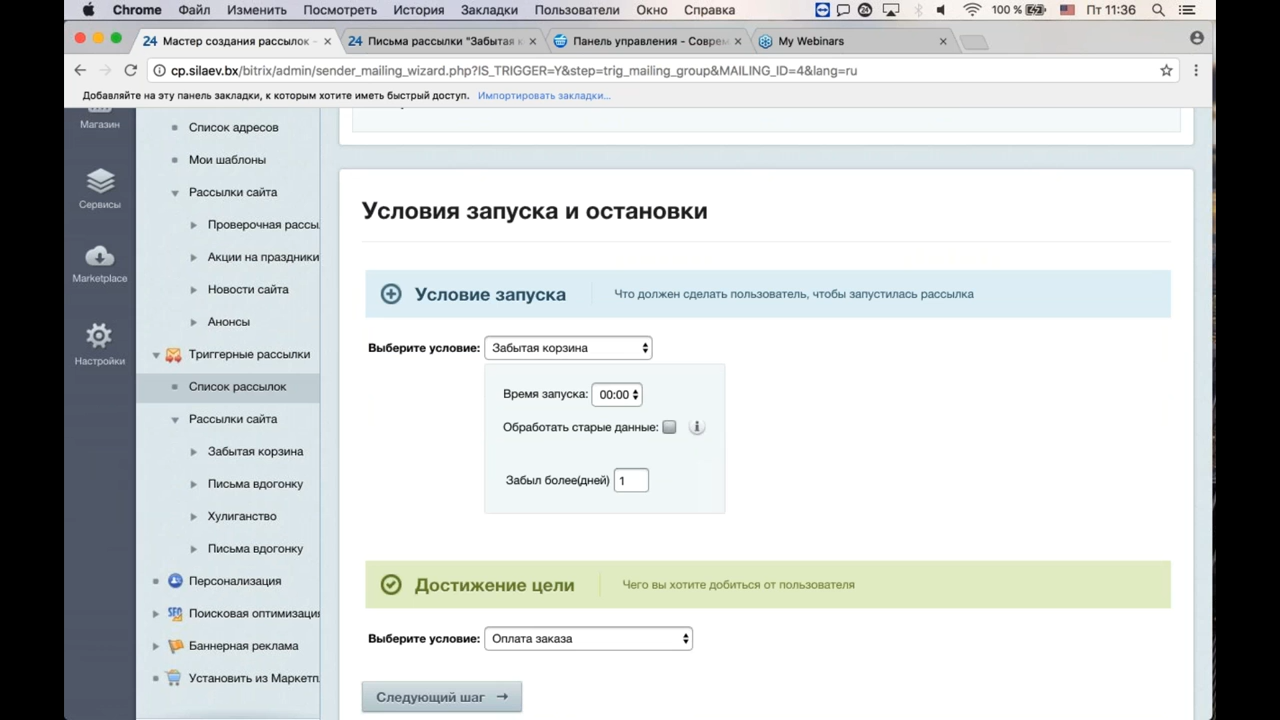 Chrome Файл Изменить Посмотреть История Закладки Пользователи Окно Справка 100 % Пт 11:36
24 Мастер создания рассылок - 24 Письма рассылки "Забытая Панель управления - Соврем My Webinars
cp.silaev.bx/bitrix/admin/sender_mailing_wizard.php?IS_TRIGGER=Y&step=trig_mailing_group&MAILING_ID=4&lang=ru
Добавляйте на эту панель закладки, к которым хотите иметь быстрый доступ. Импортировать закладки...
Магазин
Сервисы
Marketplace
Настройки
Список адресов
Мои шаблоны
Рассылки сайта
Проверочная рассы
Акции на праздники
Новости сайта
Анонсы
Триггерные рассылки
Список рассылок
Рассылки сайта
Забытая корзина
Письма вдогонку
Хулиганство
Письма вдогонку
Персонализация
SEO Поисковая оптимизация
Баннерная реклама
Установить из Маркетп
Условия запуска и остановки
Условие запуска Что должен сделать пользователь, чтобы запустилась рассылка
Выберите условие: Забытая корзина
Время запуска: 00:00
Обработать старые данные:
Забыл более(дней) 1
Достижение цели Чего вы хотите добиться от пользователя
Выберите условие: Оплата заказа
Следующий шаг →